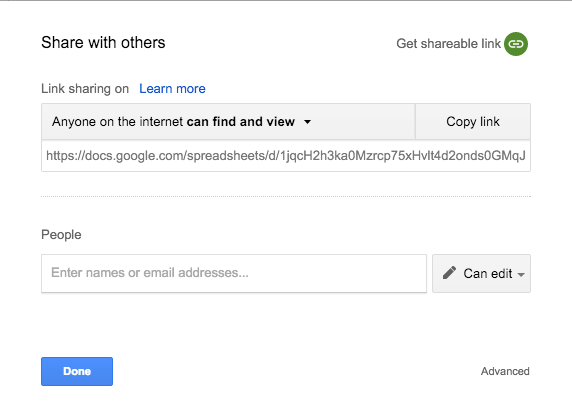 Share with others
Get shareable link
Link sharing on Learn more
Anyone on the internet can find and view
Copy link
https://docs.google.com/spreadsheets/d/1jqcH2h3ka0Mzrcp75xHvIt4d2onds0GMqJ
People
Enter names or email addresses...
Can edit
Done
Advanced